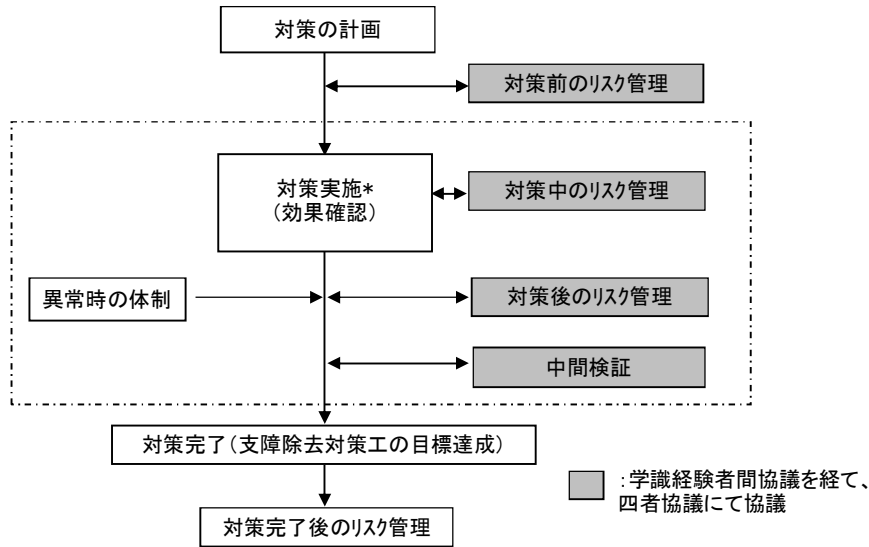 対策の計画
対策前のﾘｽｸ管理
対策実施*
（効果確認）
対策中のﾘｽｸ管理
異常時の体制
対策後のﾘｽｸ管理
中間検証
対策完了（支障除去対策工の目標達成）
：学識経験者間協議を経て、
四者協議にて協議
対策完了後のﾘｽｸ管理